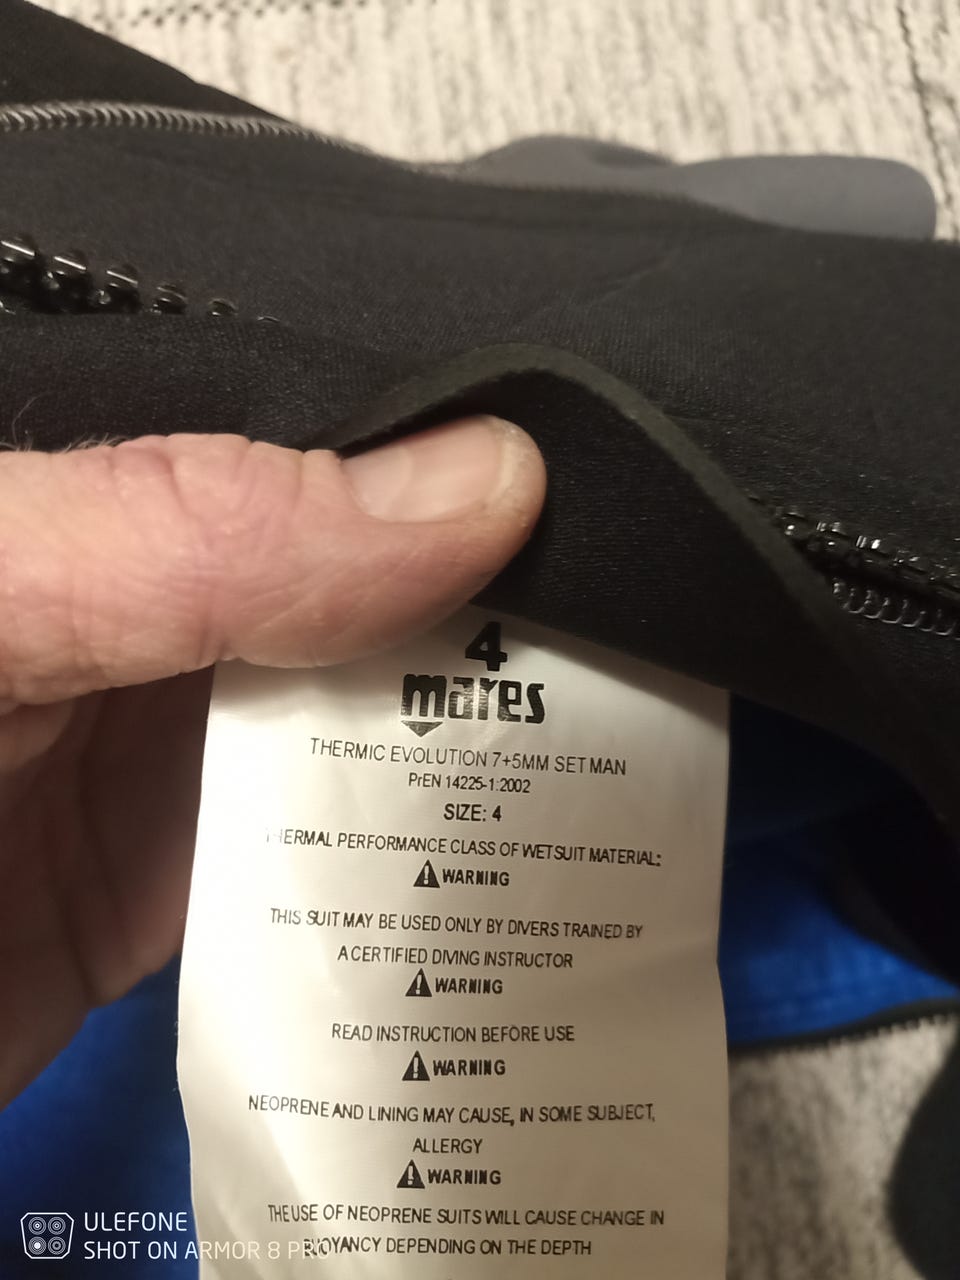 4
mares
THERMIC EVOLUTION 7+5MM SET MAN
PrEN 14225-1:2002
SIZE: 4
THERMAL PERFORMANCE CLASS OF WETSUIT MATERIAL:
WARNING
THIS SUIT MAY BE USED ONLY BY DIVERS TRAINED BY
A CERTIFIED DIVING INSTRUCTOR
WARNING
READ INSTRUCTION BEFORE USE
WARNING
NEOPRENE AND LINING MAY CAUSE, IN SOME SUBJECT,
ALLERGY
WARNING
THE USE OF NEOPRENE SUITS WILL CAUSE CHANGE IN
BUOYANCY DEPENDING ON THE DEPTH
ULEFONE
SHOT ON ARMOR 8 PRO